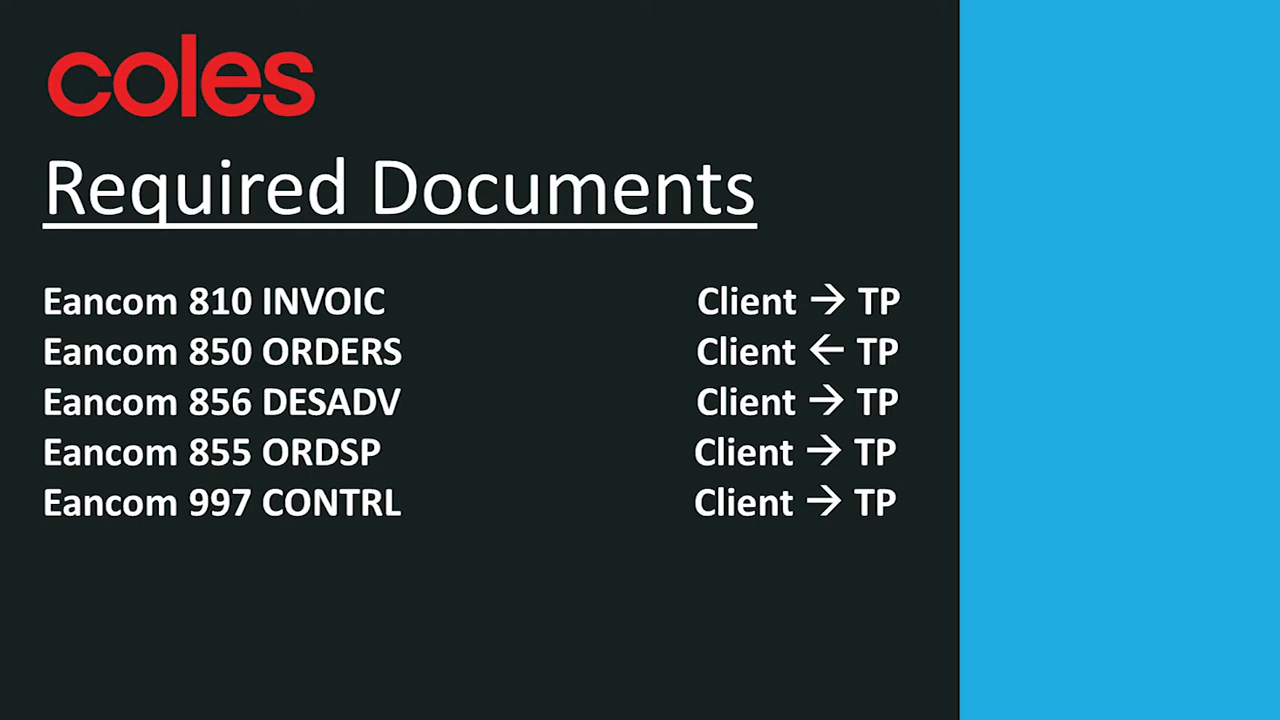 coles
Required Documents
Eancom 810 INVOIC Client → TP
Eancom 850 ORDERS Client ← TP
Eancom 856 DESADV Client → TP
Eancom 855 ORDSP Client → TP
Eancom 997 CONTRL Client → TP